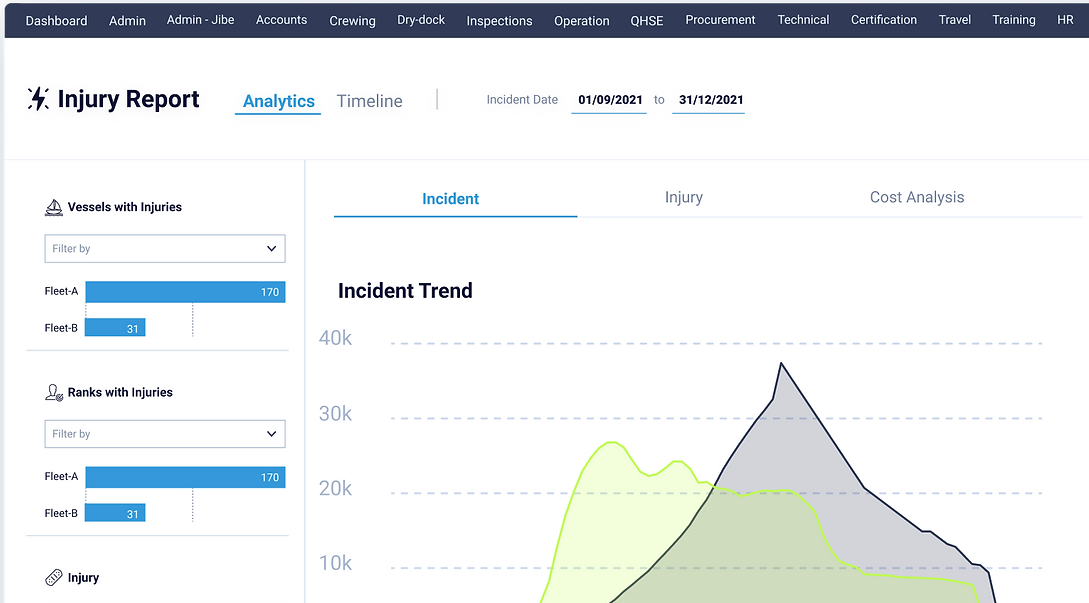 Dashboard Admin Admin - Jibe Accounts Crewing Dry-dock Inspections Operation QHSE Procurement Technical Certification Travel Training HR
Injury Report Analytics Timeline Incident Date 01/09/2021 to 31/12/2021
Vessels with Injuries
Filter by
Fleet-A 170
Fleet-B 31
Ranks with Injuries
Filter by
Fleet-A 170
Fleet-B 31
Injury
Incident Injury Cost Analysis
Incident Trend
40k
30k
20k
10k